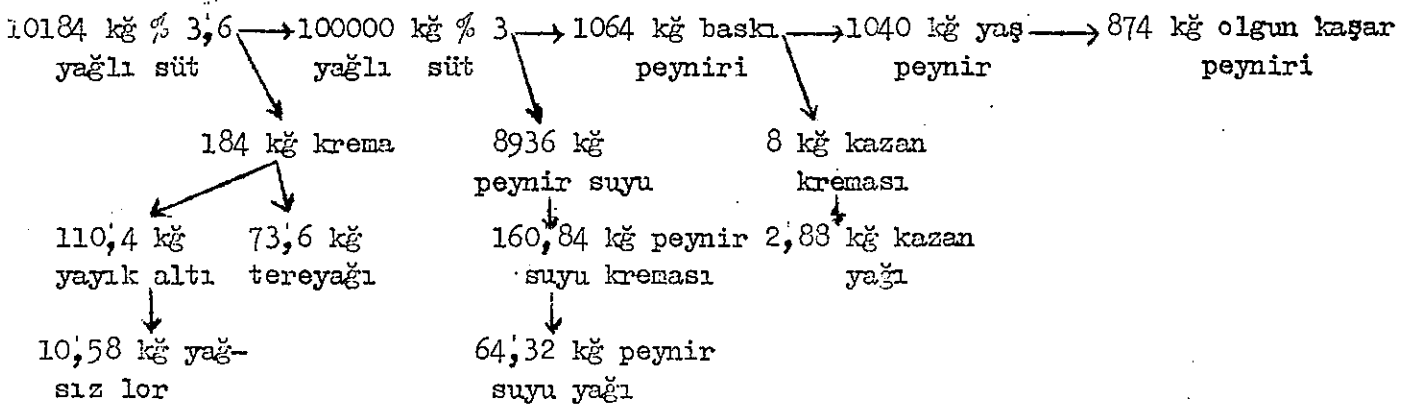 10184 kğ % 3,6 → 100000 kğ % 3 → 1064 kğ baskı → 1040 kğ yaş → 874 kğ olgun kaşar
yağlı süt yağlı süt peyniri peynir peyniri
184 kğ krema 8936 kğ 8 kğ kazan
peynir suyu kreması
110,4 kğ 73,6 kğ 160,84 kğ peynir 2,88 kğ kazan
yayık altı tereyağı suyu kreması yağı
10,58 kğ yağ- 64,32 kğ peynir
sız lor suyu yağı